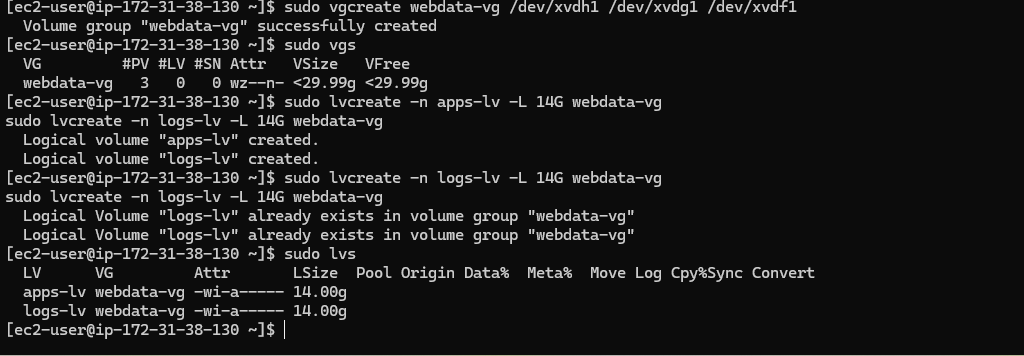 [ec2-user@ip-172-31-38-130 ~]$ sudo vgcreate webdata-vg /dev/xvdh1 /dev/xvdg1 /dev/xvdf1
  Volume group "webdata-vg" successfully created
[ec2-user@ip-172-31-38-130 ~]$ sudo vgs
  VG         #PV #LV #SN Attr   VSize   VFree
  webdata-vg   3   0   0 wz--n- <29.99g <29.99g
[ec2-user@ip-172-31-38-130 ~]$ sudo lvcreate -n apps-lv -L 14G webdata-vg
sudo lvcreate -n logs-lv -L 14G webdata-vg
  Logical volume "apps-lv" created.
  Logical volume "logs-lv" created.
[ec2-user@ip-172-31-38-130 ~]$ sudo lvcreate -n logs-lv -L 14G webdata-vg
sudo lvcreate -n logs-lv -L 14G webdata-vg
  Logical Volume "logs-lv" already exists in volume group "webdata-vg"
  Logical Volume "logs-lv" already exists in volume group "webdata-vg"
[ec2-user@ip-172-31-38-130 ~]$ sudo lvs
  LV      VG         Attr       LSize  Pool Origin Data%  Meta%  Move Log Cpy%Sync Convert
  apps-lv webdata-vg -wi-a----- 14.00g
  logs-lv webdata-vg -wi-a----- 14.00g
[ec2-user@ip-172-31-38-130 ~]$